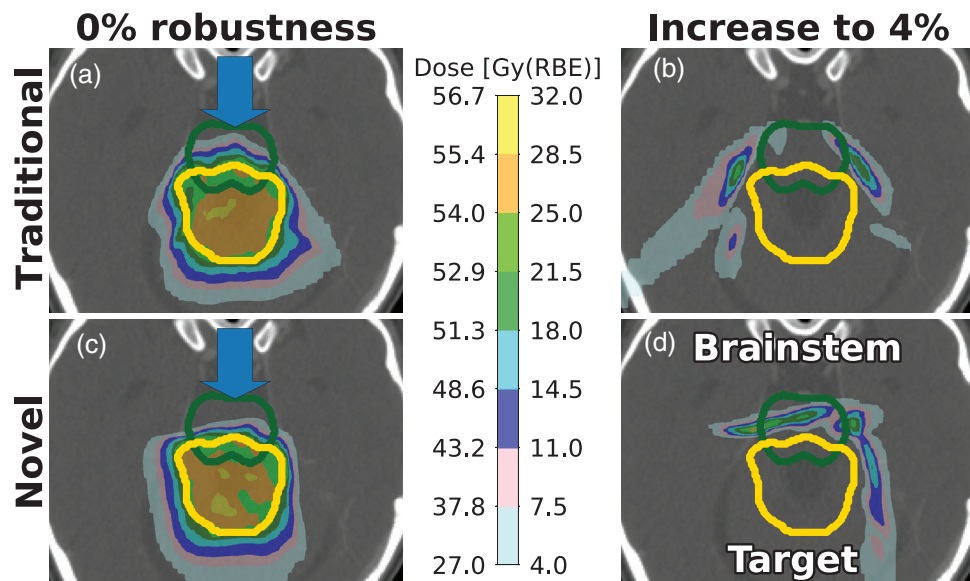 0% robustness
Increase to 4%
Traditional
(a)
Dose [Gy(RBE)]
(b)
56.7 32.0
55.4 28.5
54.0 25.0
52.9 21.5
51.3 18.0
48.6 14.5
43.2 11.0
37.8 7.5
27.0 4.0
Novel
(c)
(d)
Brainstem
Target